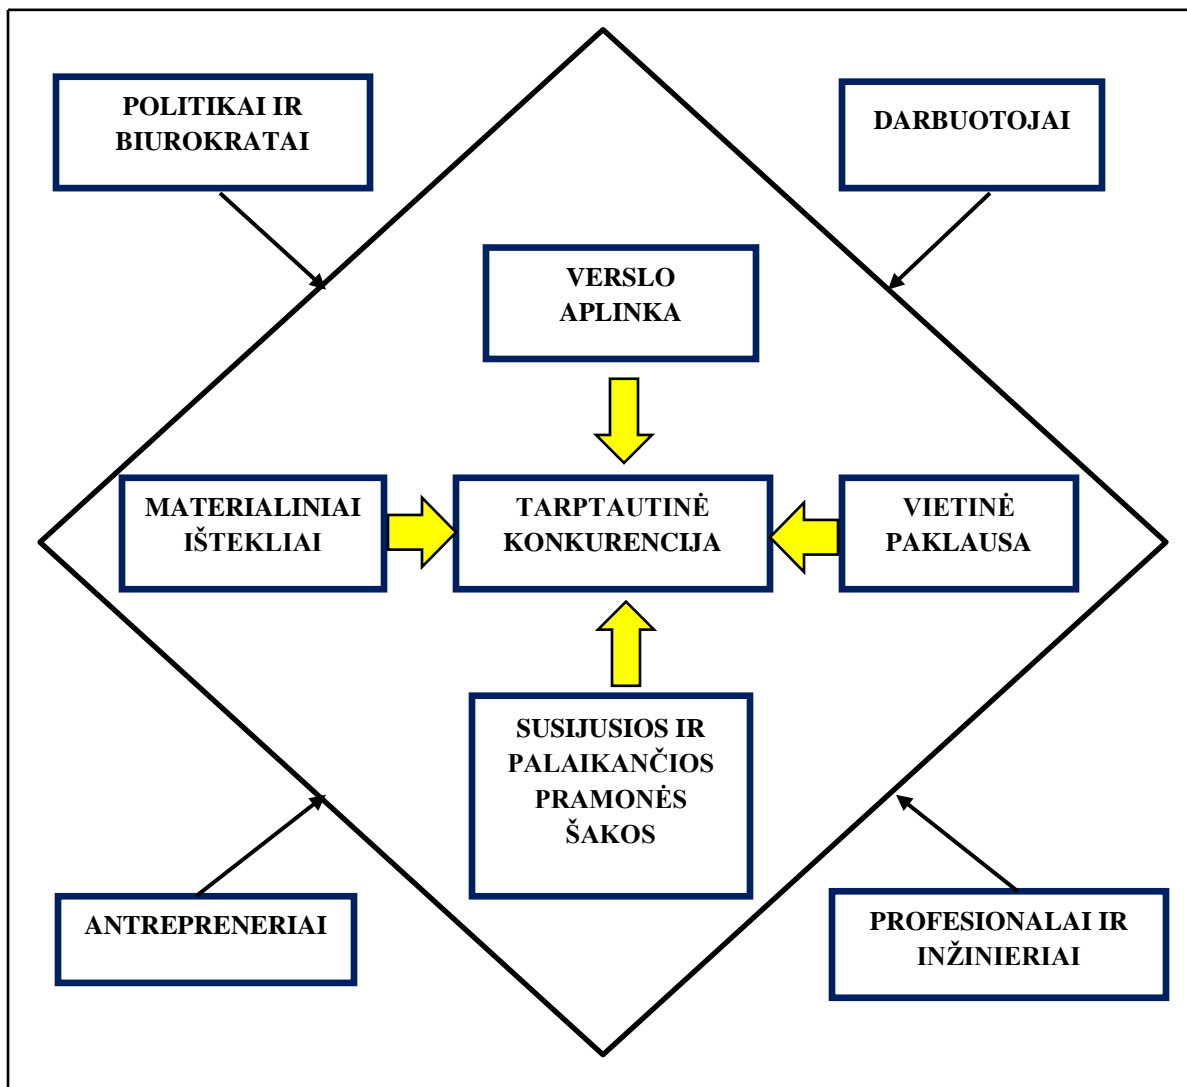 POLITIKAI IR
BIUROKRATAI
DARBUOTOJAI
VERSLO
APLINKA
MATERIALINIAI
IŠTEKLIAI
TARPTAUTINĖ
KONKURENCIJA
VIETINĖ
PAKLAUSA
SUSIJUSIOS IR
PALAIKANČIOS
PRAMONĖS
ŠAKOS
ANTREPRENERIAI
PROFESIONALAI IR
INŽINIERIAI